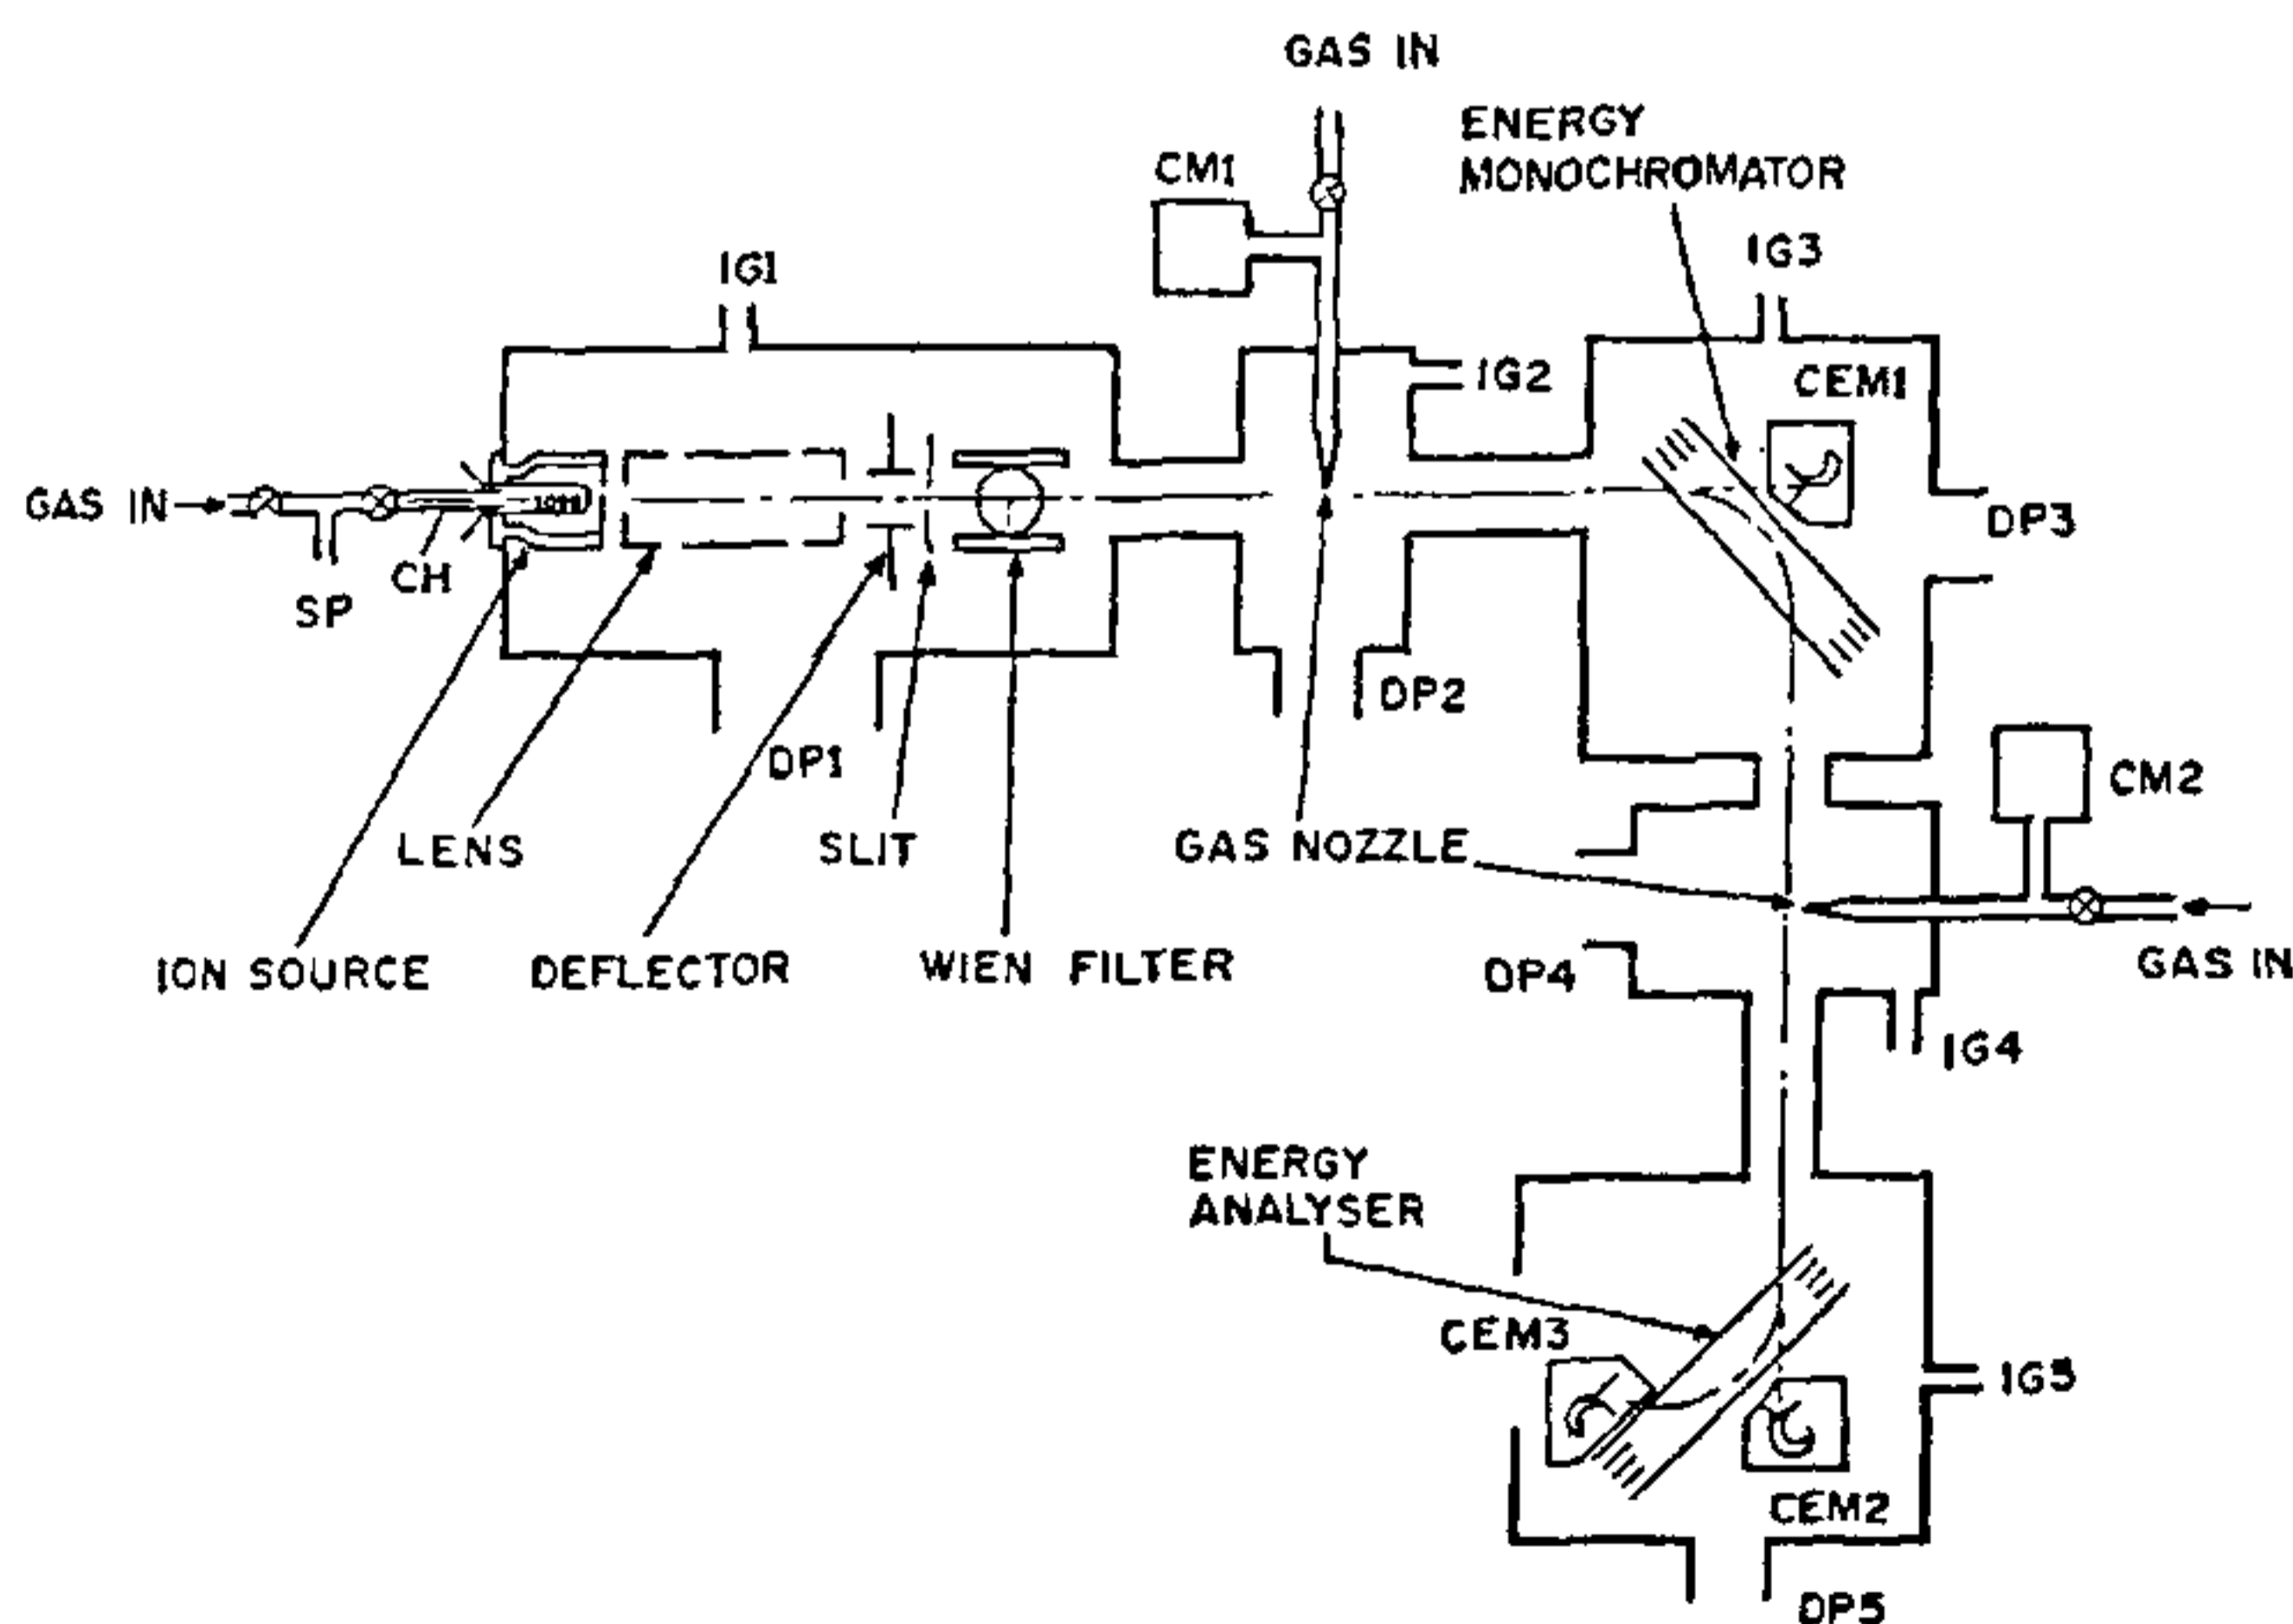 GAS IN
ENERGY
MONOCHROMATOR
CM1
IG1
IG3
IG2
CEM1
GAS IN
SP
CH
DP3
DP2
DP1
CM2
LENS
SLIT
GAS NOZZLE
ION SOURCE
DEFLECTOR
WIEN FILTER
DP4
GAS IN
IG4
ENERGY
ANALYSER
CEM3
IG5
CEM2
DP5